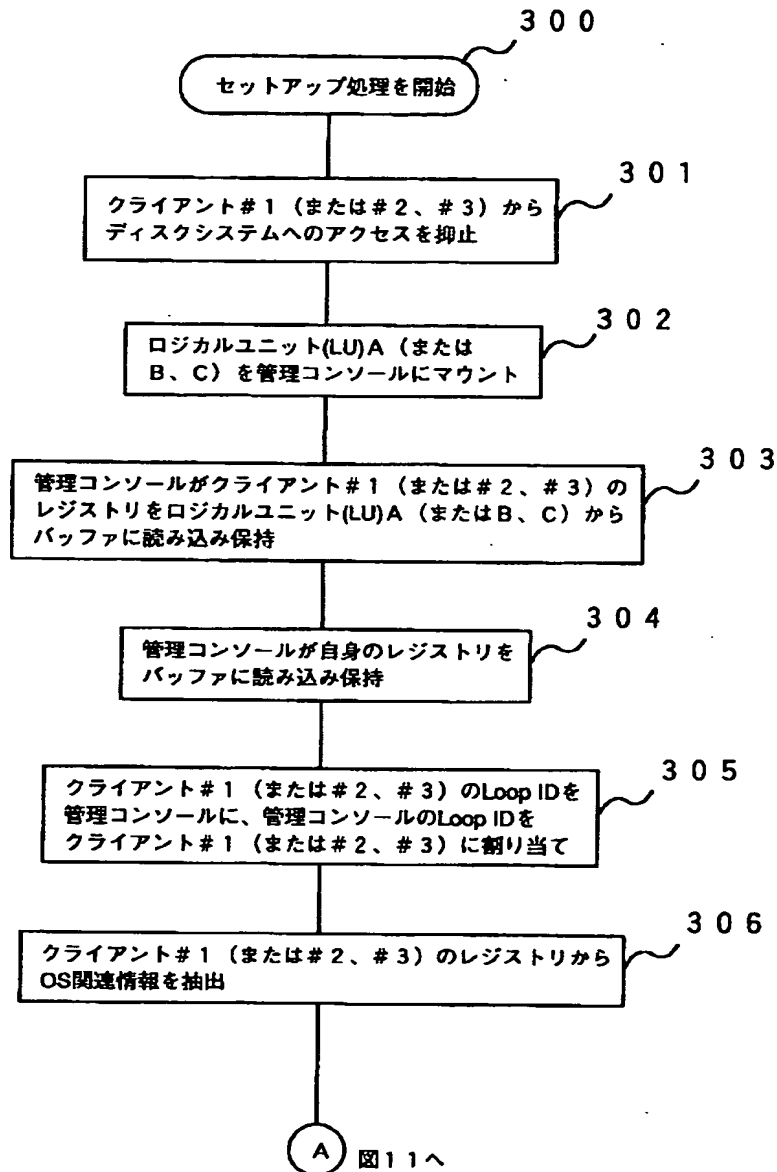 300
セットアップ処理を開始
301
クライアント#1(または#2、#3)から
ディスクシステムへのアクセスを抑止
302
ロジカルユニット(LU)A(または
B、C)を管理コンソールにマウント
303
管理コンソールがクライアント#1(または#2、#3)の
レジストリをロジカルユニット(LU)A(またはB、C)から
バッファに読み込み保持
304
管理コンソールが自身のレジストリを
バッファに読み込み保持
305
クライアント#1(または#2、#3)のLoop IDを
管理コンソールに、管理コンソールのLoop IDを
クライアント#1(または#2、#3)に割り当て
306
クライアント#1(または#2、#3)のレジストリから
OS関連情報を抽出
A 図11へ